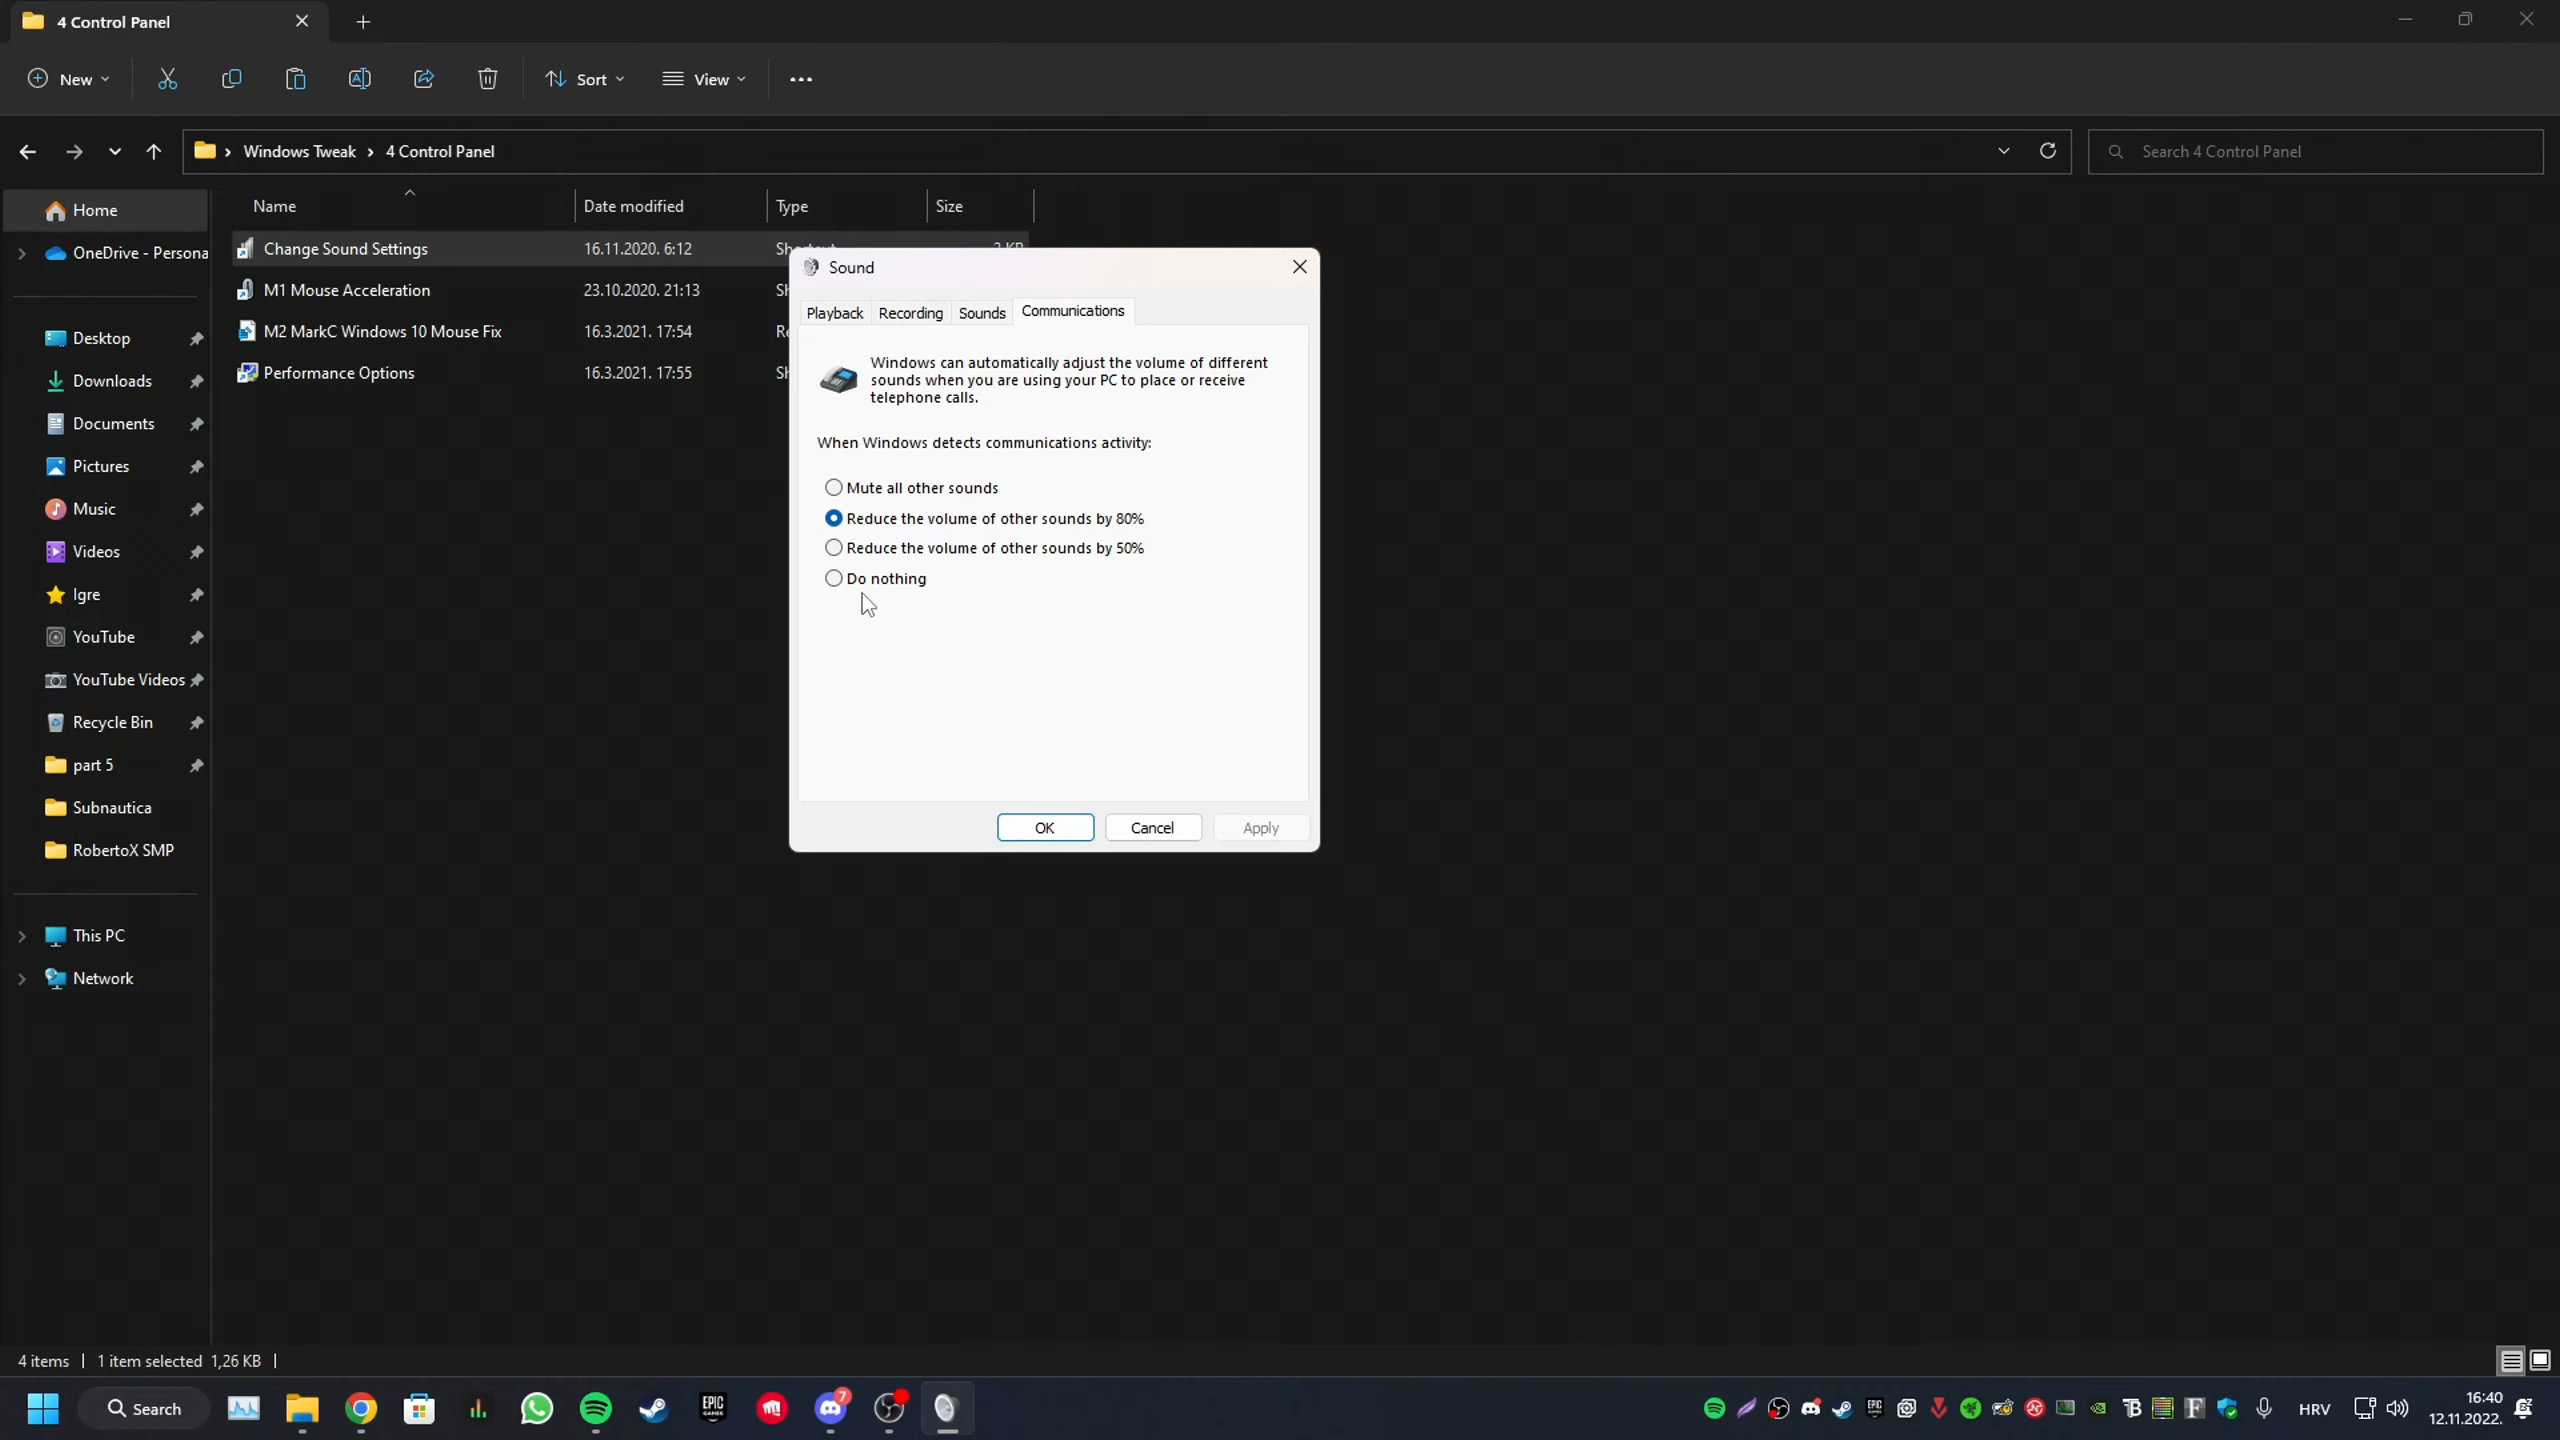 4 Control Panel
New
Sort
View
Windows Tweak > 4 Control Panel
Search 4 Control Panel
Home
OneDrive - Persona
Desktop
Downloads
Documents
Pictures
Music
Videos
Igre
YouTube
YouTube Videos
Recycle Bin
part 5
Subnautica
RobertoX SMP
This PC
Network
Name Date modified Type Size
Change Sound Settings 16.11.2020. 6:12
M1 Mouse Acceleration 23.10.2020. 21:13
M2 MarkC Windows 10 Mouse Fix 16.3.2021. 17:54
Performance Options 16.3.2021. 17:55
Sound
Playback Recording Sounds Communications
Windows can automatically adjust the volume of different
sounds when you are using your PC to place or receive
telephone calls.
When Windows detects communications activity:
Mute all other sounds
Reduce the volume of other sounds by 80%
Reduce the volume of other sounds by 50%
Do nothing
OK Cancel Apply
4 items 1 item selected 1,26 KB
Search
EPIC
GAMES
7
HRV
16:40
12.11.2022.